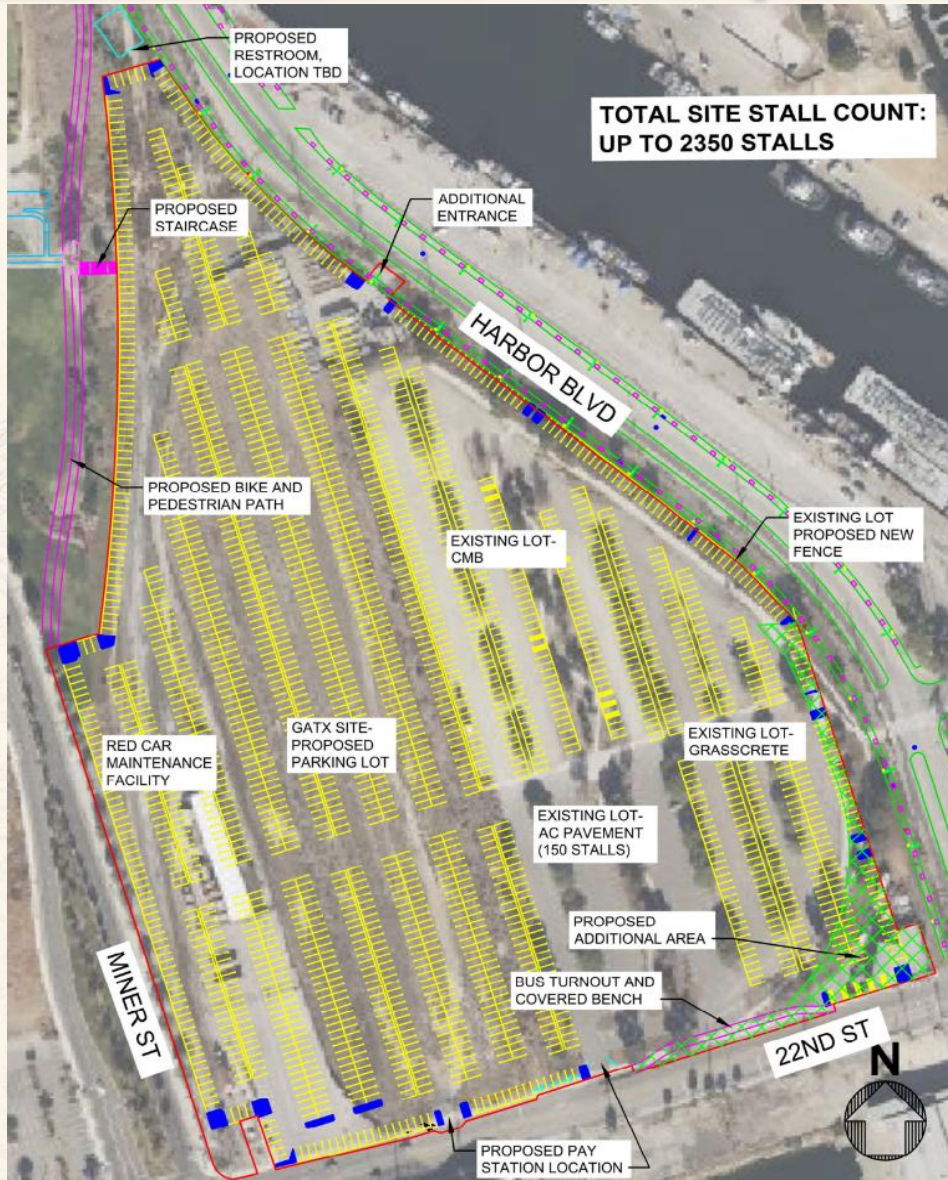 PROPOSED
RESTROOM,
LOCATION TBD
TOTAL SITE STALL COUNT:
UP TO 2350 STALLS
PROPOSED
STAIRCASE
ADDITIONAL
ENTRANCE
HARBOR BLVD
PROPOSED BIKE AND
PEDESTRIAN PATH
EXISTING LOT-
CMB
EXISTING LOT
PROPOSED NEW
FENCE
RED CAR
MAINTENANCE
FACILITY
GATX SITE-
PROPOSED
PARKING LOT
EXISTING LOT-
GRASSCRETE
EXISTING LOT-
AC PAVEMENT
(150 STALLS)
PROPOSED
ADDITIONAL AREA
BUS TURNOUT AND
COVERED BENCH
MINER ST
22ND ST
N
PROPOSED PAY
STATION LOCATION